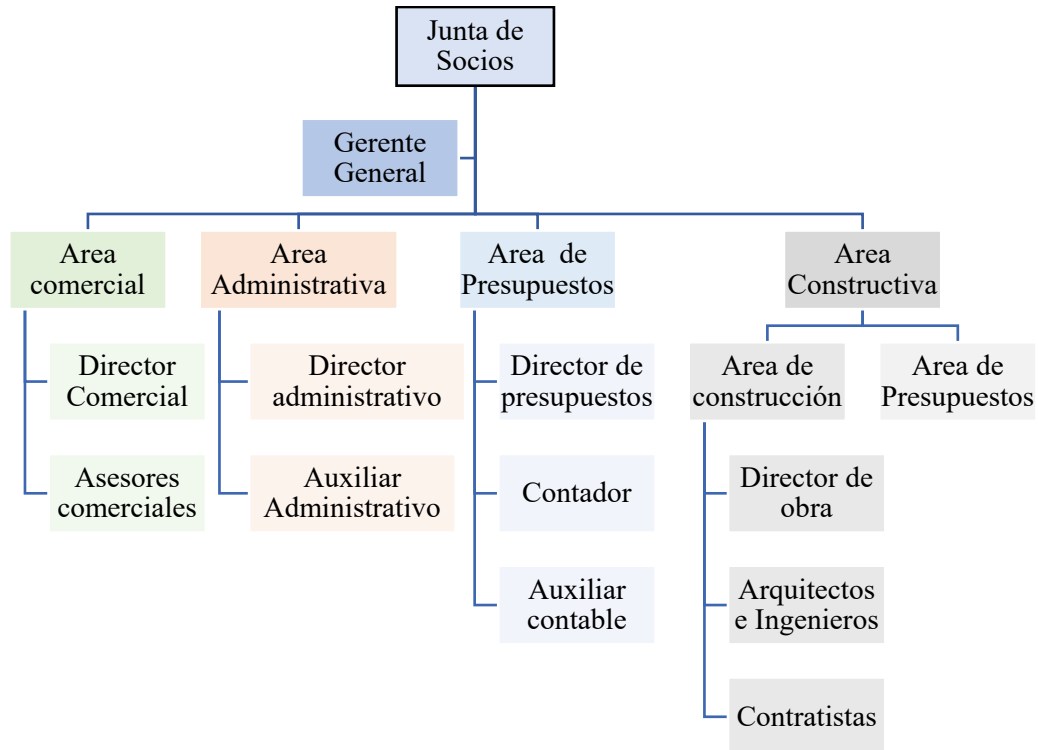 Junta de
Socios
Gerente
General
Area
comercial
Area
Administrativa
Area de
Presupuestos
Area
Constructiva
Director
Comercial
Director
administrativo
Director de
presupuestos
Area de
construcción
Area de
Presupuestos
Asesores
comerciales
Auxiliar
Administrativo
Contador
Director de
obra
Auxiliar
contable
Arquitectos
e Ingenieros
Contratistas